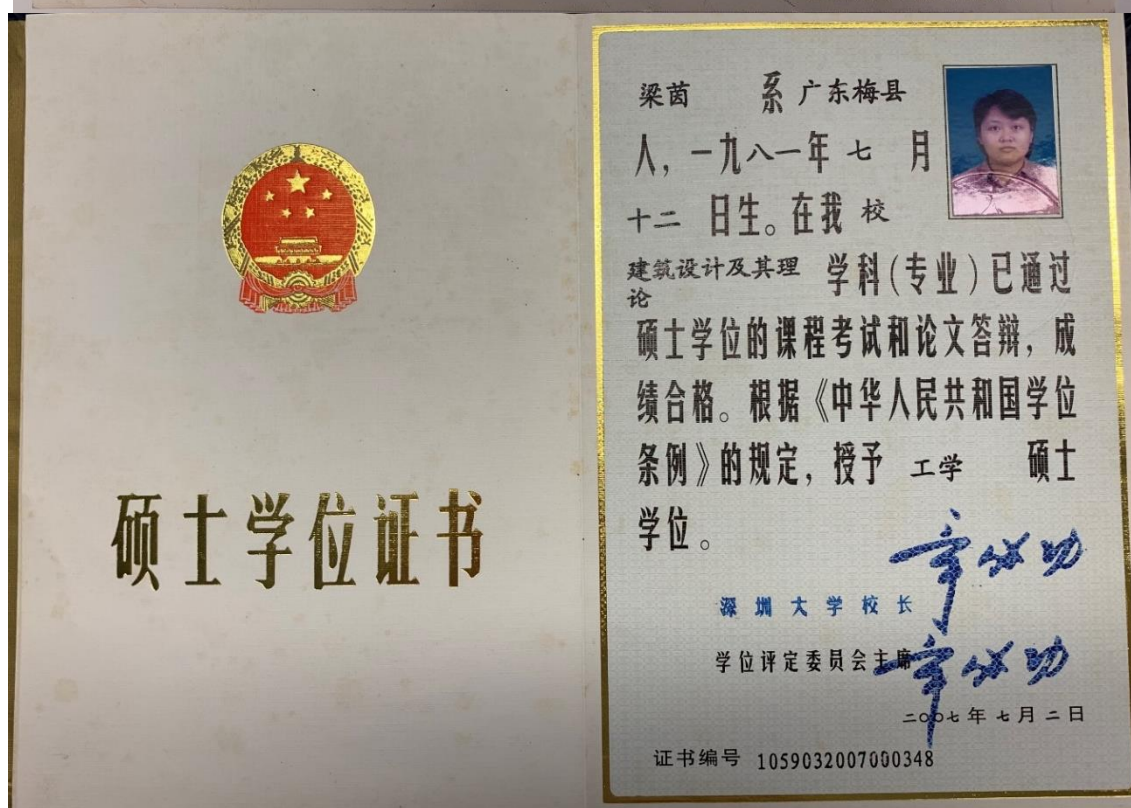 硕士学位证书
梁茵 系 广东梅县
人，一九八一年 七 月
十二 日生。在我 校
建筑设计及其理
论
学科(专业)已通过
硕士学位的课程考试和论文答辩，成
绩合格。根据《中华人民共和国学位
条例》的规定，授予 工学 硕士
学位。
深圳大学校长
章必功
学位评定委员会主席
章必功
二〇〇七年 七月 二日
证书编号 1059032007000348